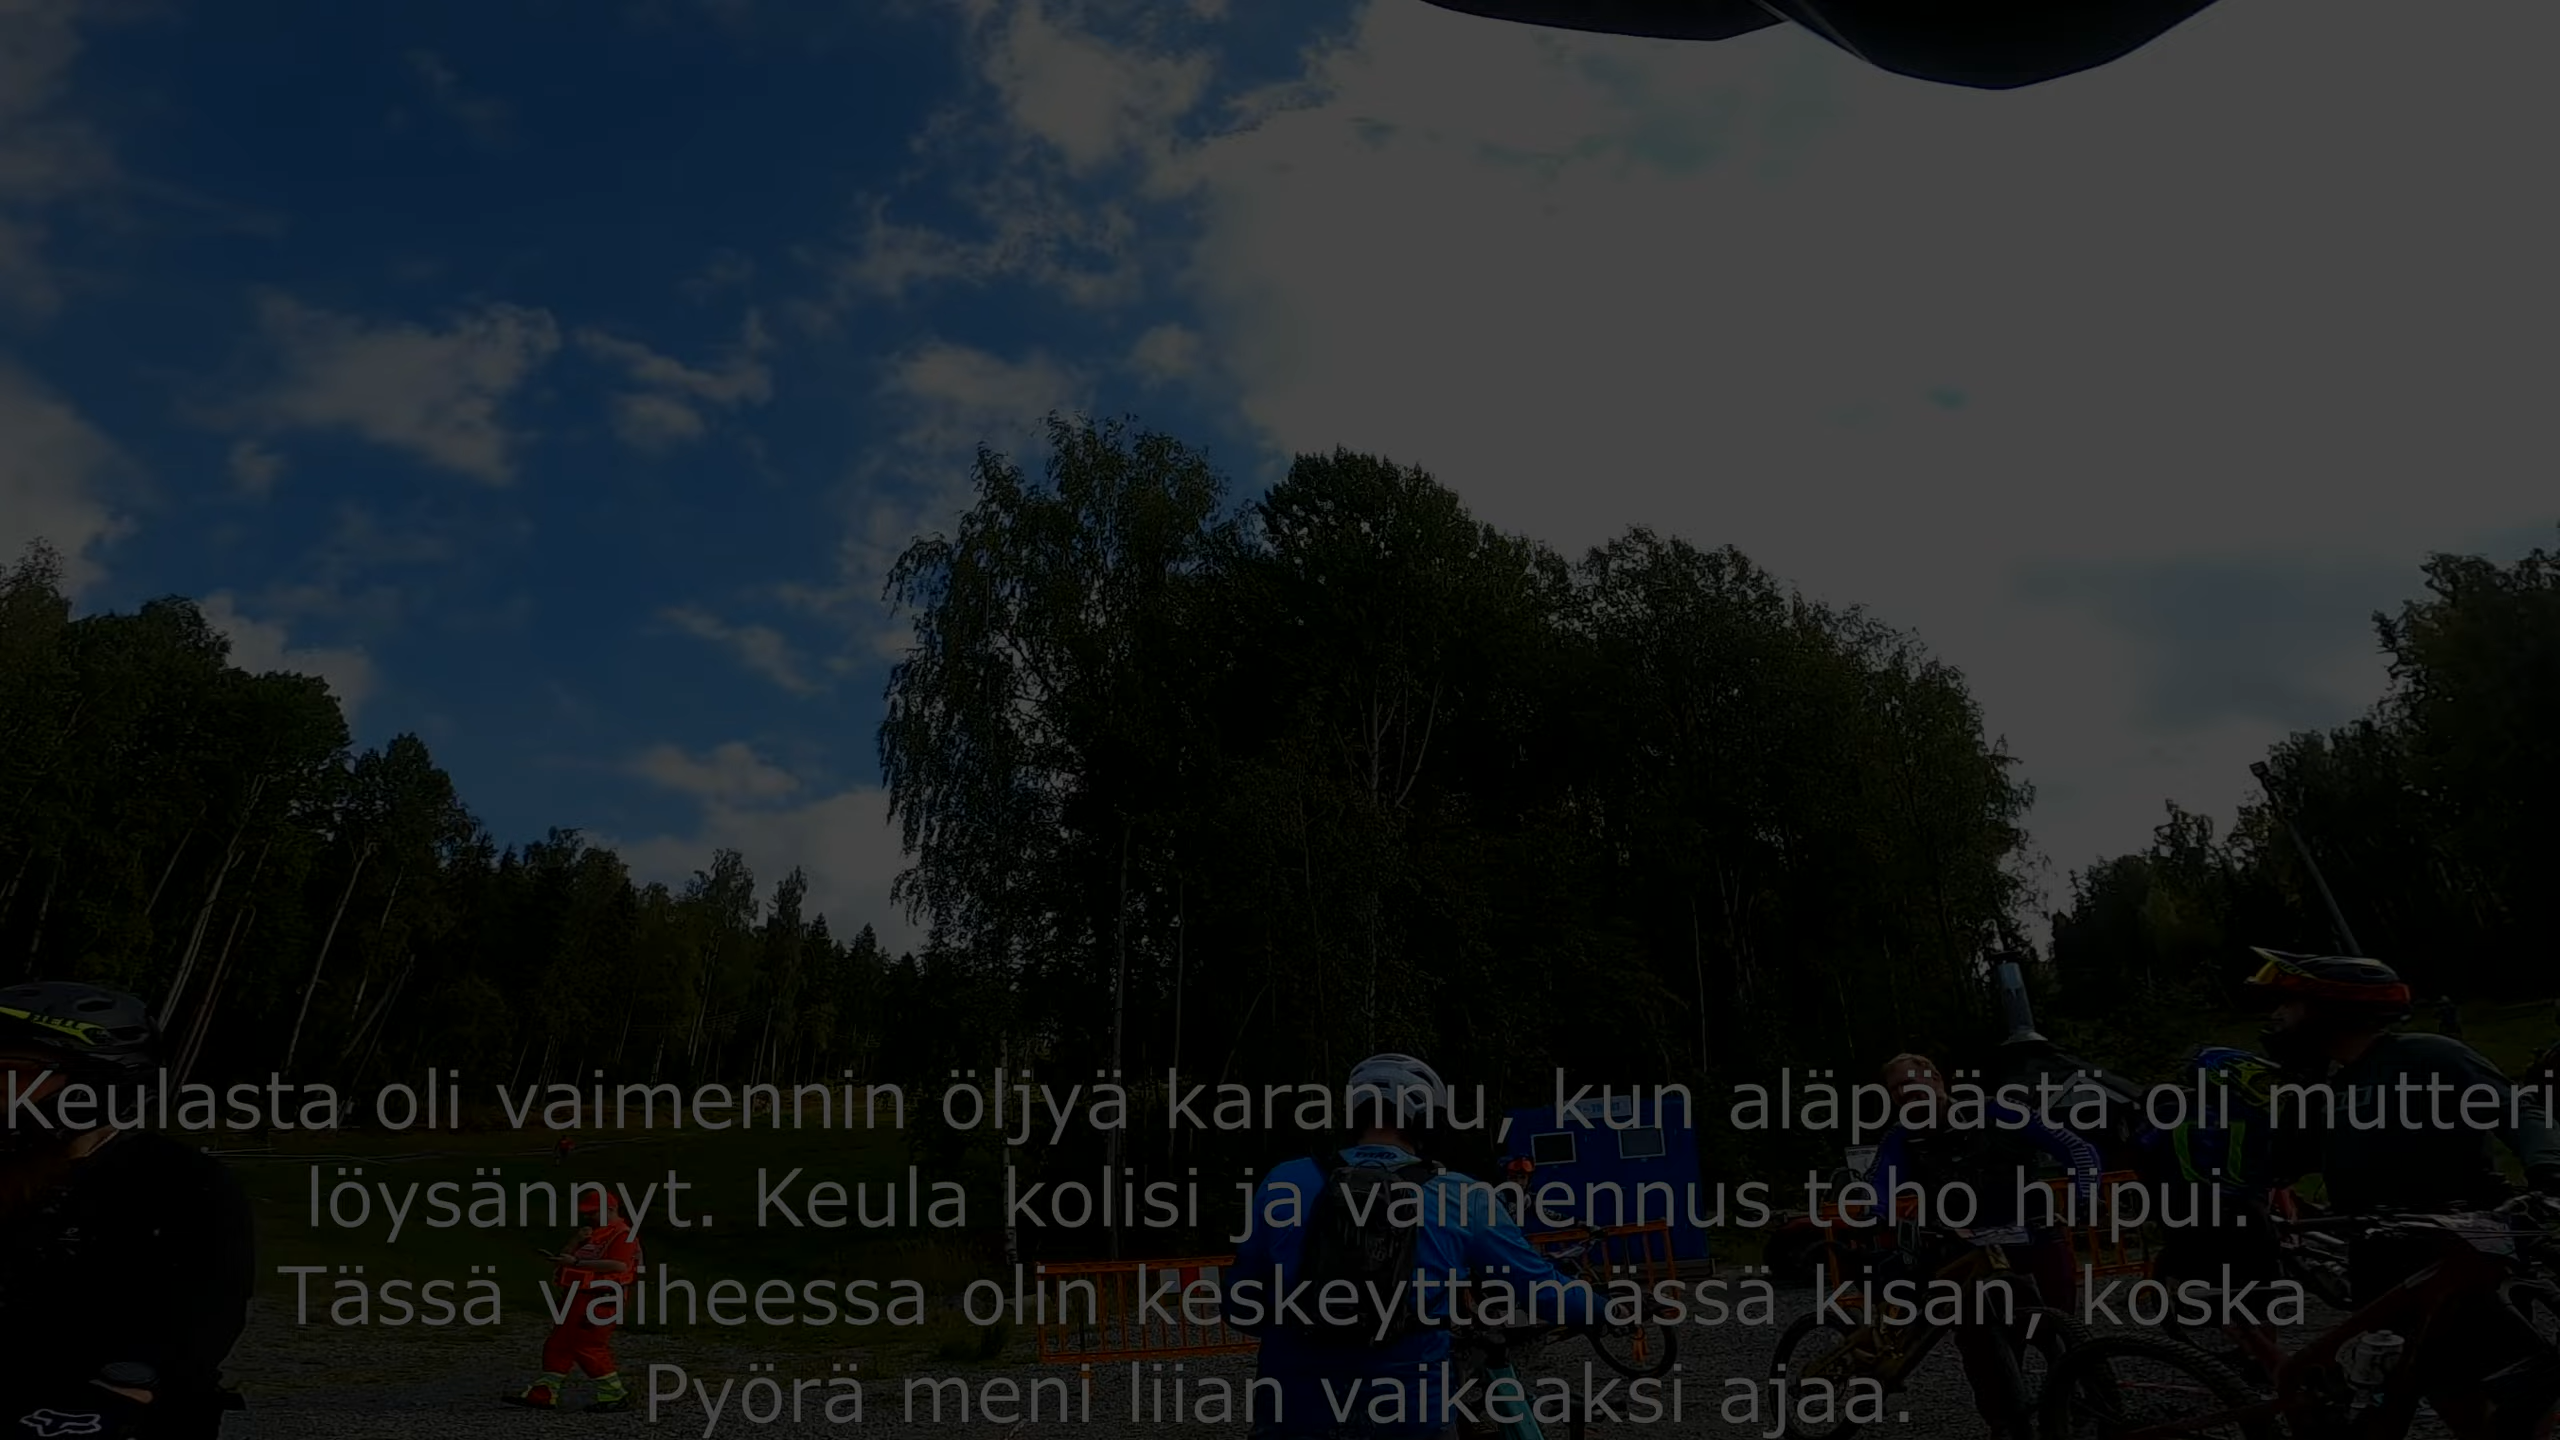 Keulasta oli vaimennin öljyä karannu, kun aläpäästä oli mutteri
löysännyt. Keula kolisi ja vaimennus teho hiipui.
Tässä vaiheessa olin keskeyttämässä kisan, koska
Pyörä meni liian vaikeaksi ajaa.